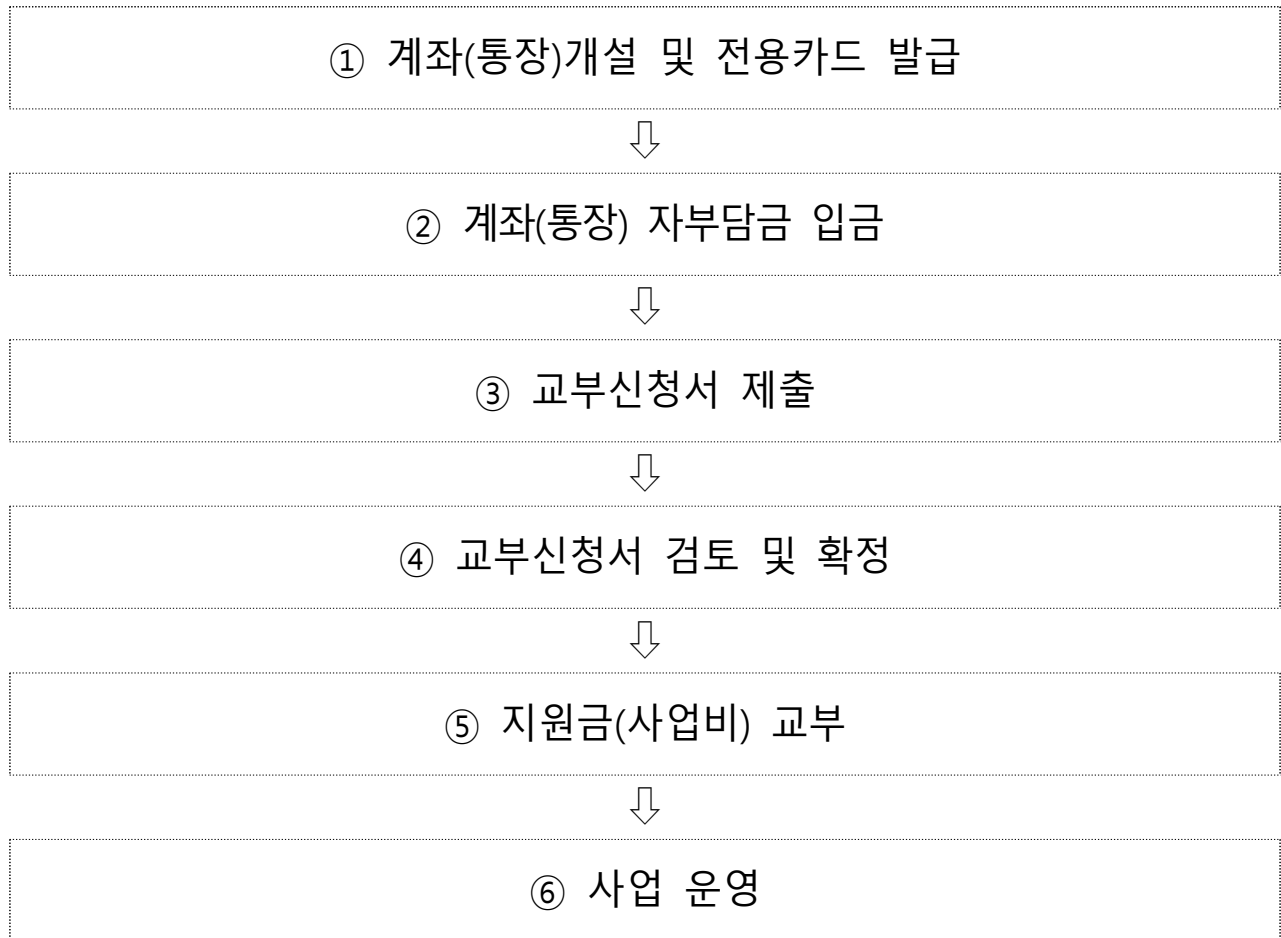 ① 계좌(통장)개설 및 전용카드 발급
② 계좌(통장) 자부담금 입금
③ 교부신청서 제출
④ 교부신청서 검토 및 확정
⑤ 지원금(사업비) 교부
⑥ 사업 운영